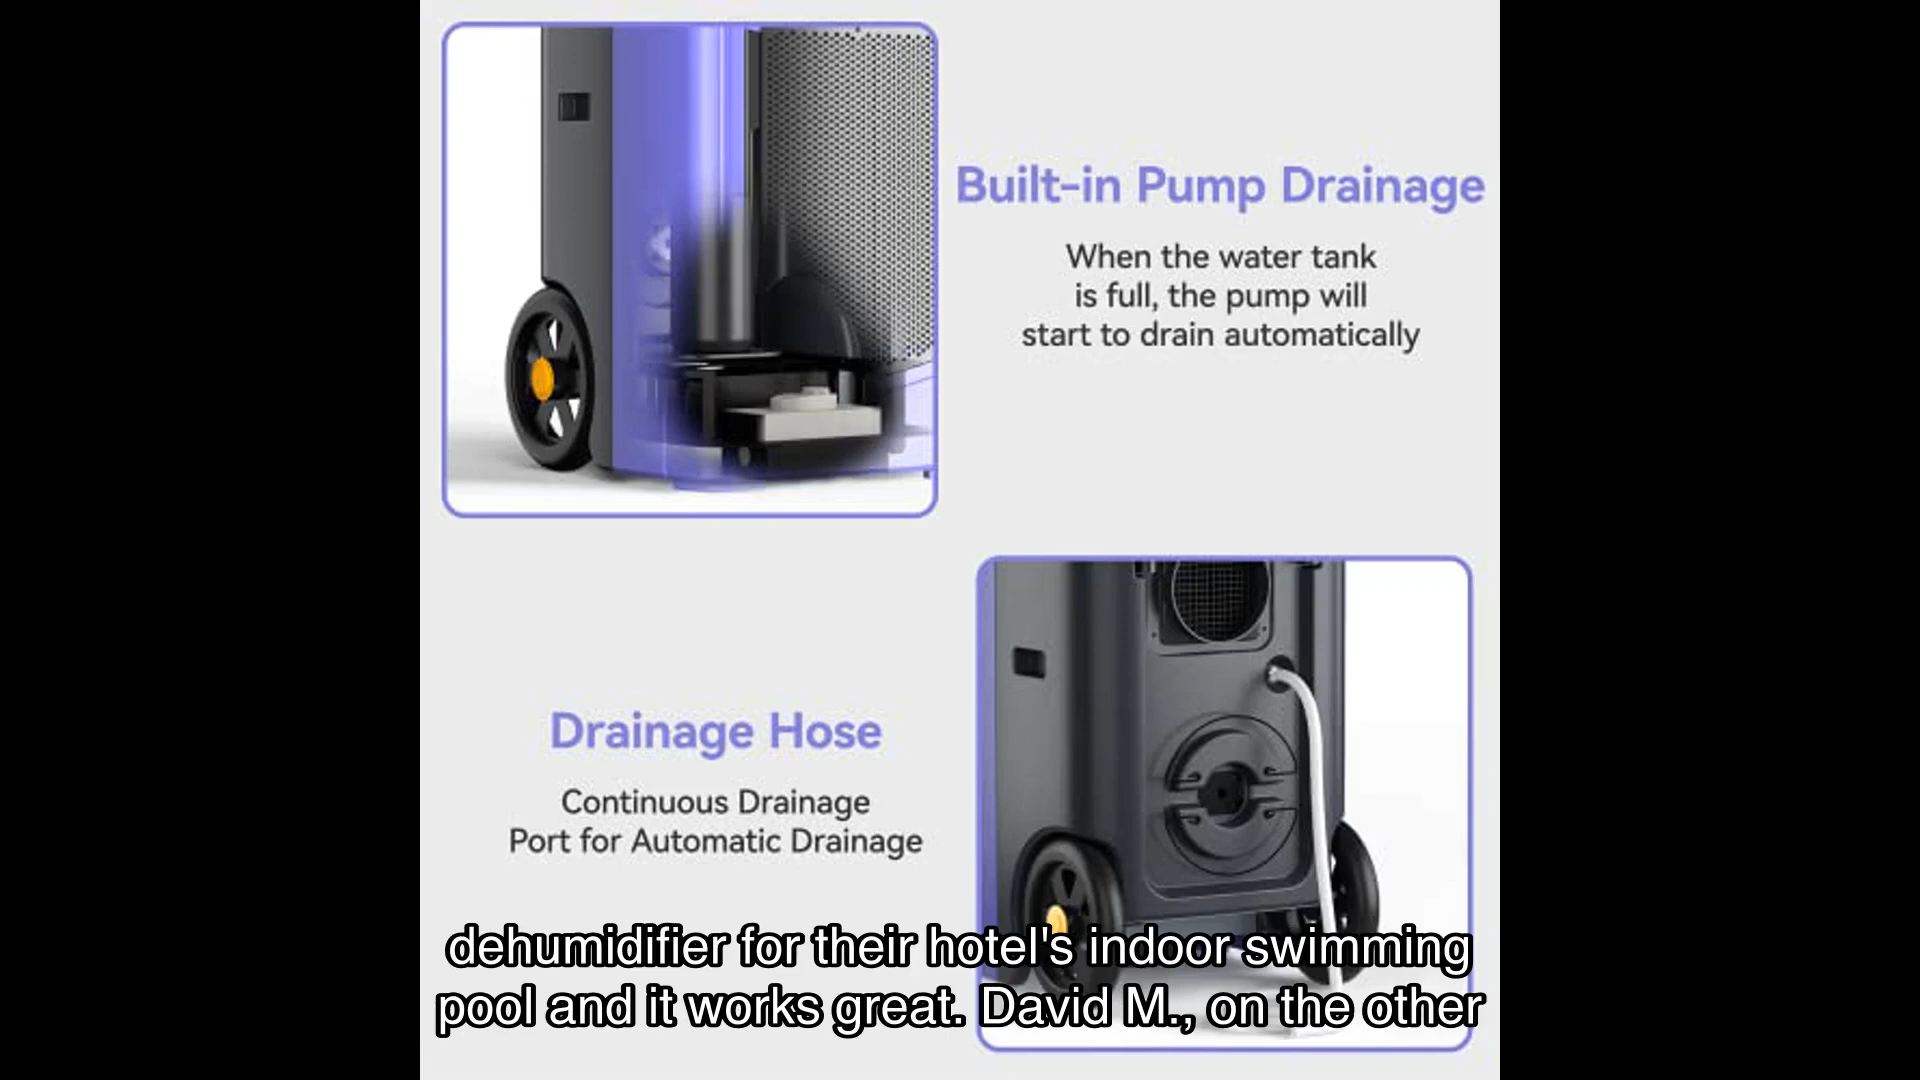 Built-in Pump Drainage
When the water tank
is full, the pump will
start to drain automatically
Drainage Hose
Continuous Drainage
Port for Automatic Drainage
dehumidifier for their hotel's indoor swimming
pool and it works great. David M., on the other